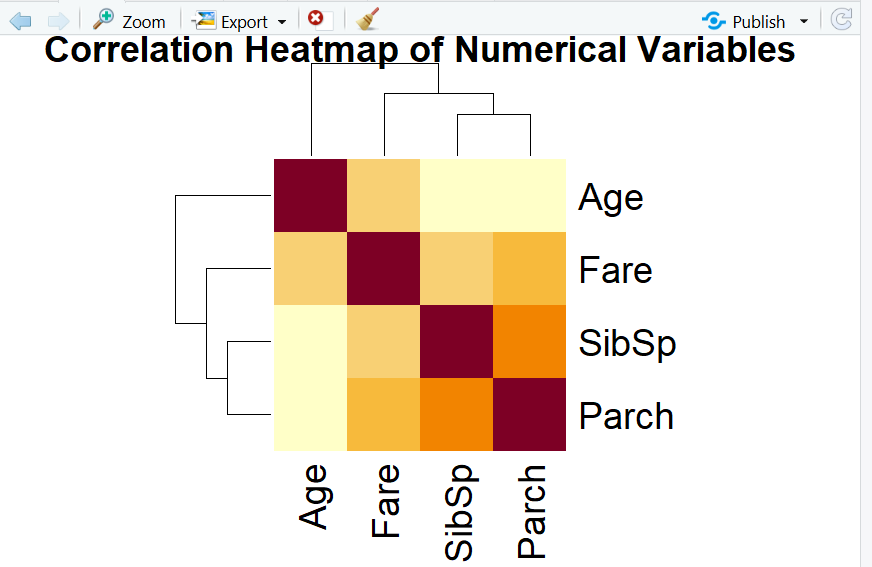 Zoom Export Publish
Correlation Heatmap of Numerical Variables
Age
Fare
SibSp
Parch
Age
Fare
SibSp
Parch